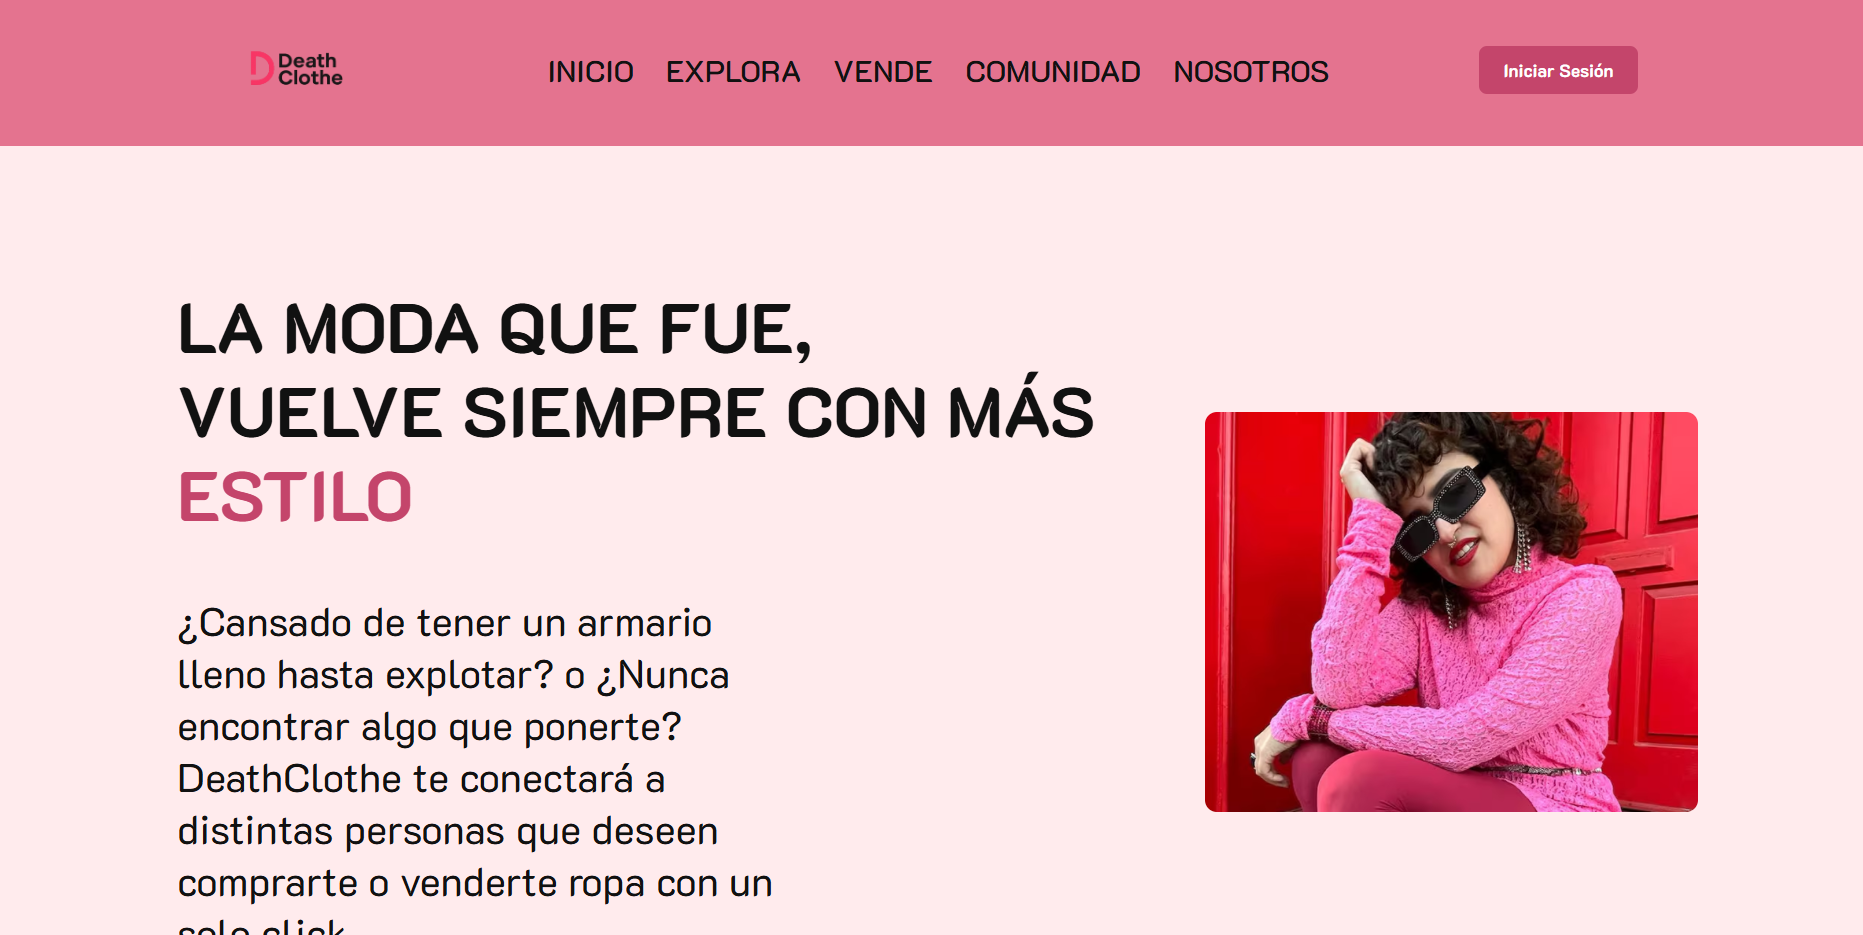 Death
Clothe
INICIO EXPLORA VENDE COMUNIDAD NOSOTROS
Iniciar Sesión
LA MODA QUE FUE,
VUELVE SIEMPRE CON MÁS
ESTILO
¿Cansado de tener un armario
lleno hasta explotar? o ¿Nunca
encontrar algo que ponerte?
DeathClothe te conectará a
distintas personas que deseen
comprarte o venderte ropa con un
solo click